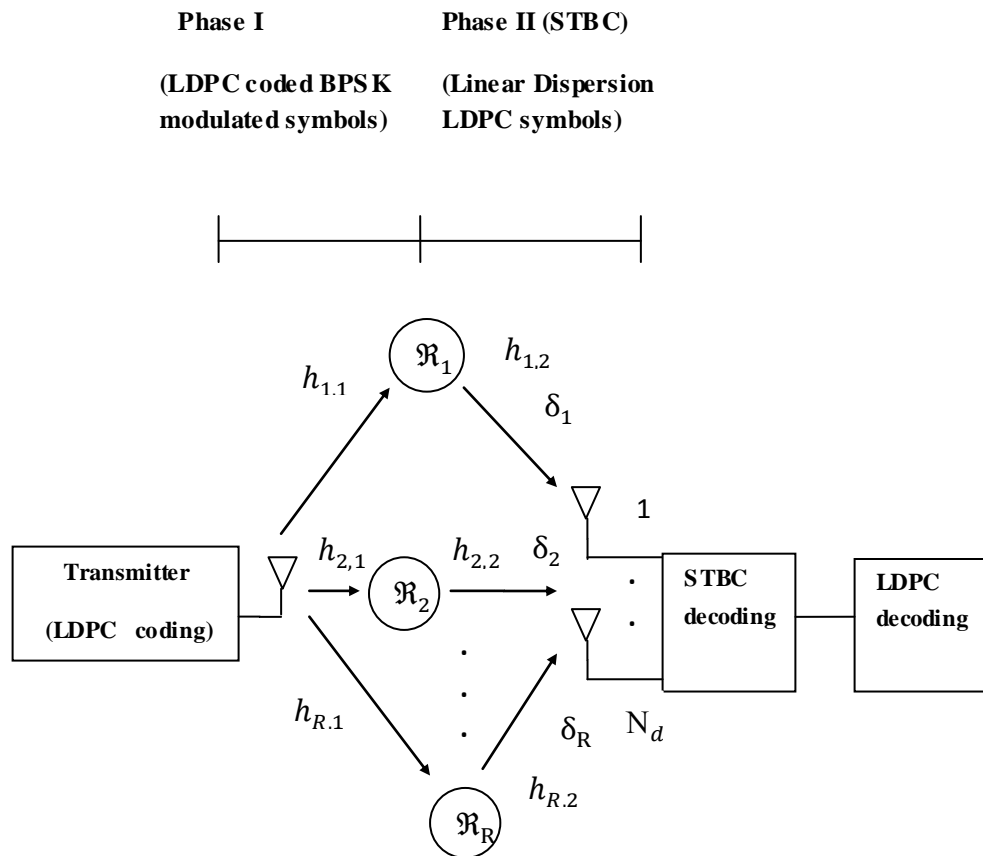 Phase I
Phase II (STBC)
(LDPC coded BPSK
modulated symbols)
(Linear Dispersion
LDPC symbols)
ℜ₁
h₁.₁
h₁,₂
δ₁
1
Transmitter
(LDPC coding)
h₂,₁
ℜ₂
h₂,₂
δ₂
STBC
decoding
LDPC
decoding
h_R.1
δ_R
N_d
h_R.2
ℜ_R